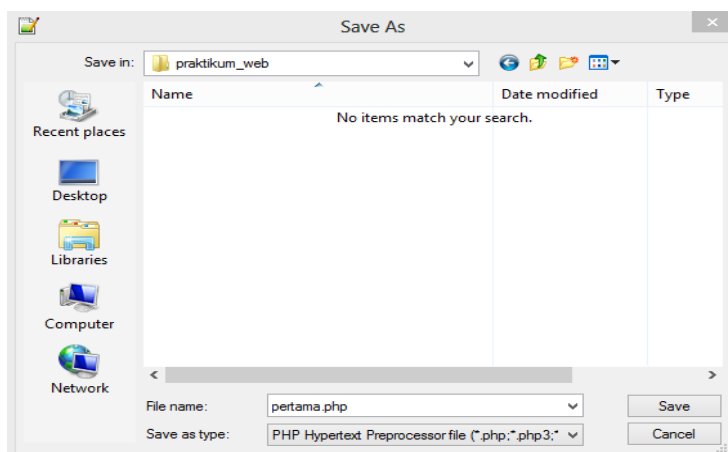 Save As
Save in: praktikum_web
Name Date modified Type
No items match your search.
Recent places
Desktop
Libraries
Computer
Network
File name: pertama.php Save
Save as type: PHP Hypertext Preprocessor file (*.php;*.php3;* Cancel